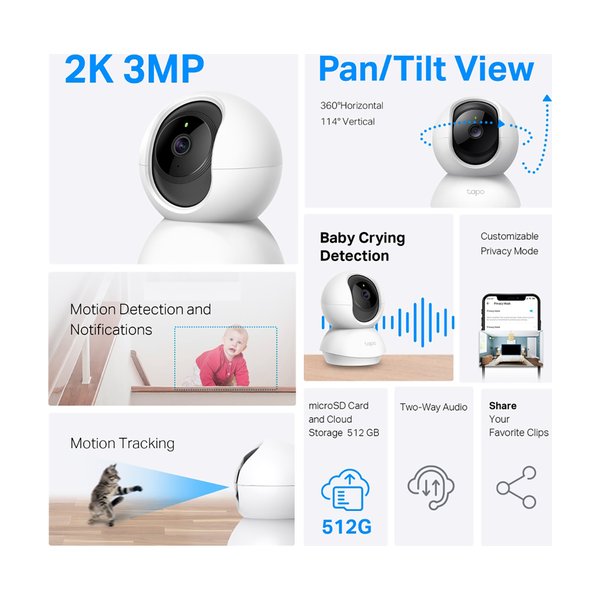 2K 3MP
Pan/Tilt View
360°Horizontal
114° Vertical
tapo
Baby Crying
Detection
tapo
Customizable
Privacy Mode
Privacy Mode
Motion Detection and
Notifications
Motion Tracking
microSD Card
and Cloud
Storage 512 GB
512G
Two-Way Audio
Share
Your
Favorite Clips